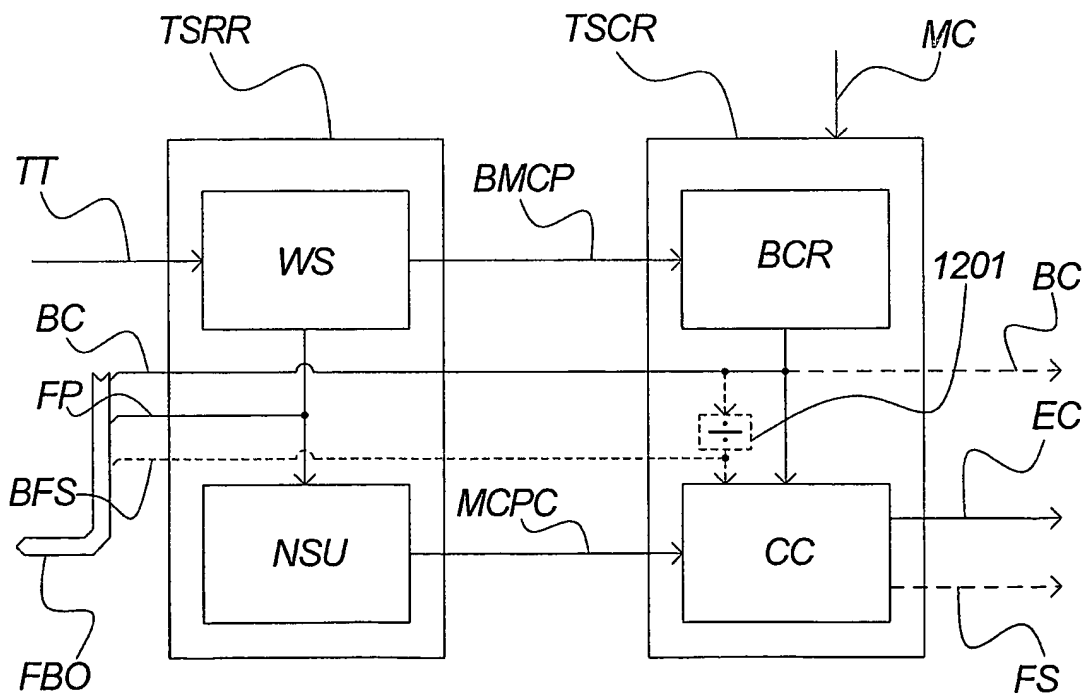 TSRR
TSCR
MC
TT
BMCP
WS
BCR
1201
BC
BC
FP
EC
BFS
MCPC
NSU
CC
FBO
FS